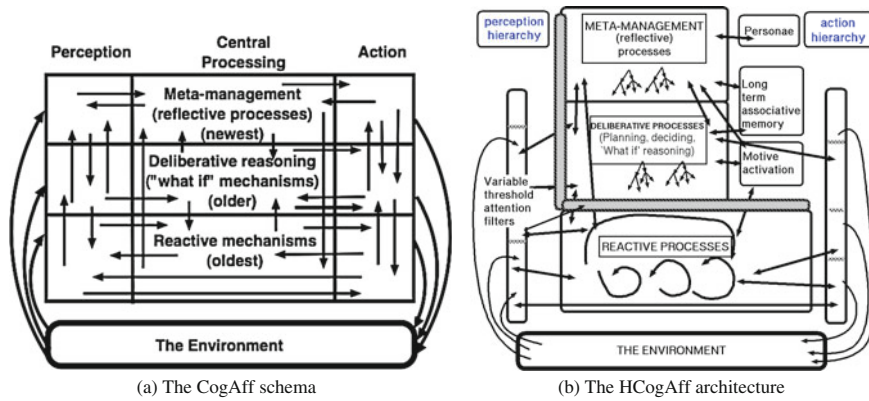 Perception
Central
Processing
Action
Meta-management
(reflective processes)
(newest)
Deliberative reasoning
("what if" mechanisms)
(older)
Reactive mechanisms
(oldest)
The Environment
(a) The CogAff schema
perception
hierarchy
META-MANAGEMENT
(reflective)
processes
Personae
action
hierarchy
Long
term
associative
memory
DELIBERATIVE PROCESSES
(Planning, deciding,
'What if' reasoning)
Motive
activation
Variable
threshold
attention
filters
REACTIVE PROCESSES
THE ENVIRONMENT
(b) The HCogAff architecture